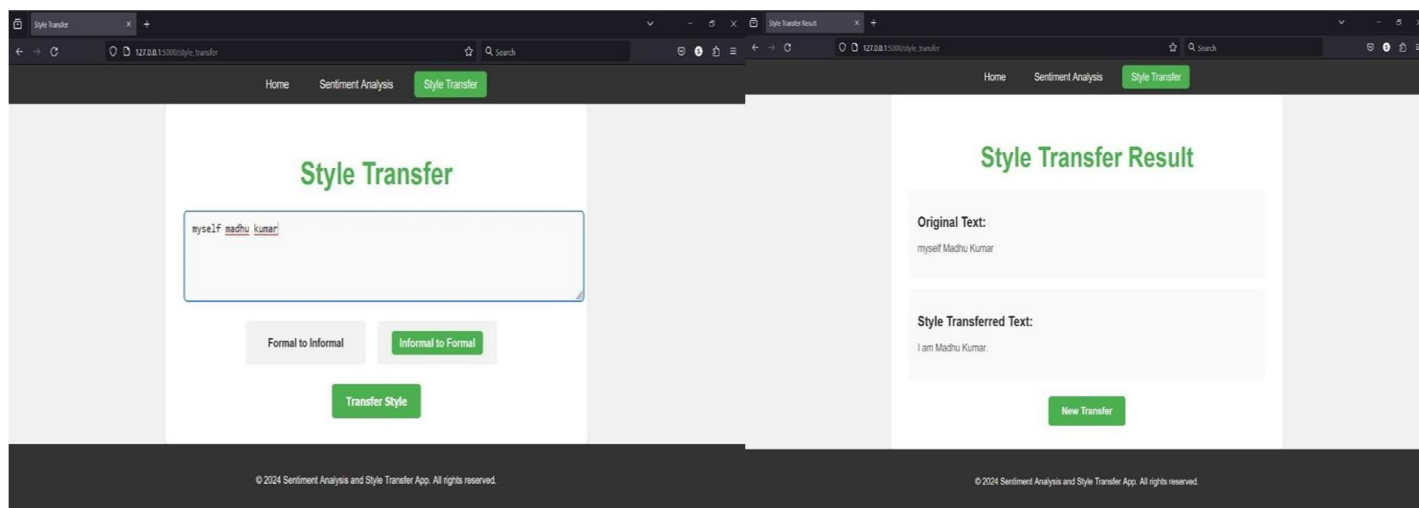 Style Transfer X +
127.0.0.1:5000/style_transfer
Search
Home Sentiment Analysis Style Transfer
Style Transfer
myself madhu kumar
Formal to Informal Informal to Formal
Transfer Style
© 2024 Sentiment Analysis and Style Transfer App. All rights reserved.
Style Transfer Result X +
127.0.0.1:5000/style_transfer
Search
Home Sentiment Analysis Style Transfer
Style Transfer Result
Original Text:
myself Madhu Kumar
Style Transferred Text:
I am Madhu Kumar.
New Transfer
© 2024 Sentiment Analysis and Style Transfer App. All rights reserved.